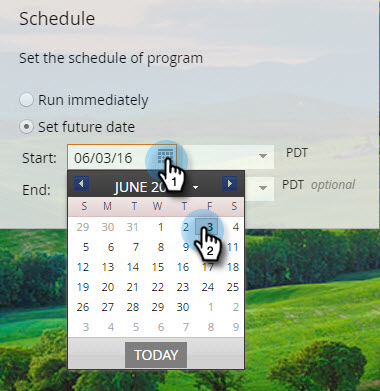 Schedule
Set the schedule of program
Run immediately
Set future date
Start: 06/03/16 PDT
1
End: PDT optional
JUNE 20
S M T W T F S
29 30 31 1 2 3 4
5 6 7 8 9 10 11
2
12 13 14 15 16 17 18
19 20 21 22 23 24 25
26 27 28 29 30 1 2
3 4 5 6 7 8 9
TODAY